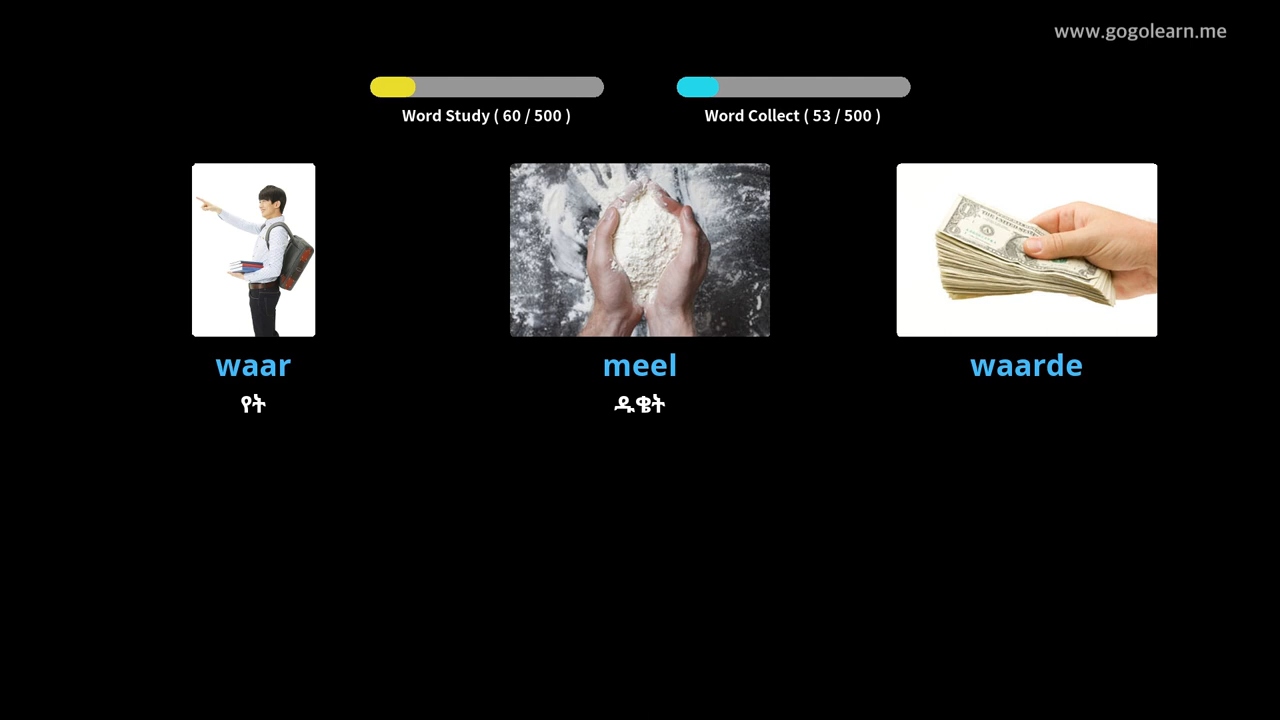 www.gogolearn.me
Word Study ( 60 / 500 )
Word Collect ( 53 / 500 )
waar
meel
waarde
የት
ዱቄት